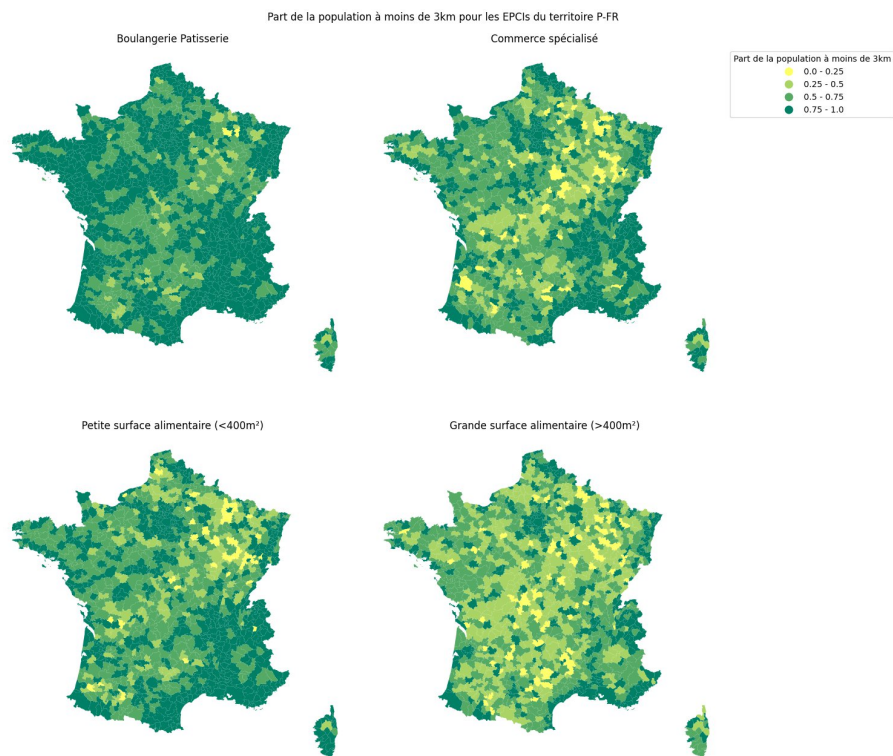 Part de la population à moins de 3km pour les EPCIs du territoire P-FR
Boulangerie Patisserie
Commerce spécialisé
Part de la population à moins de 3km
0.0 - 0.25
0.25 - 0.5
0.5 - 0.75
0.75 - 1.0
Petite surface alimentaire (<400m²)
Grande surface alimentaire (>400m²)